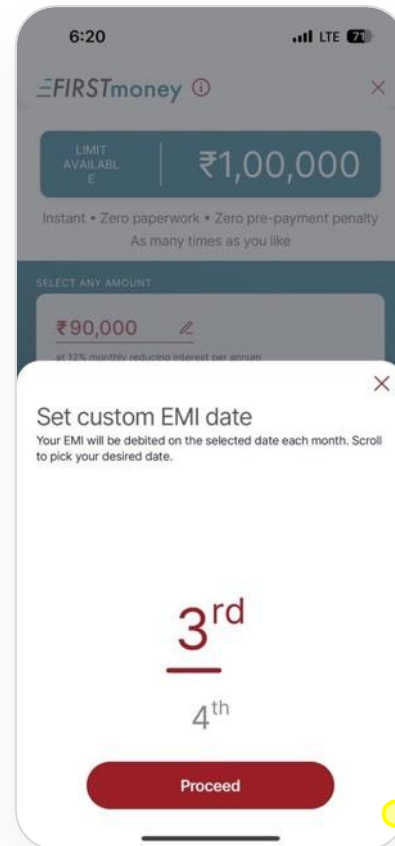 6:20 LTE 71
FIRSTmoney
LIMIT
AVAILABL
E
₹1,00,000
Instant • Zero paperwork • Zero pre-payment penalty
As many times as you like
SELECT ANY AMOUNT
₹90,000
at 12% monthly reducing interest per annum
Set custom EMI date
Your EMI will be debited on the selected date each month. Scroll
to pick your desired date.
3rd
4th
Proceed